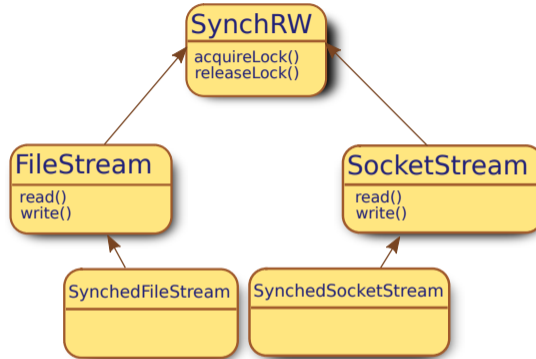 SynchRW
acquireLock()
releaseLock()
FileStream
read()
write()
SocketStream
read()
write()
SynchedFileStream
SynchedSocketStream